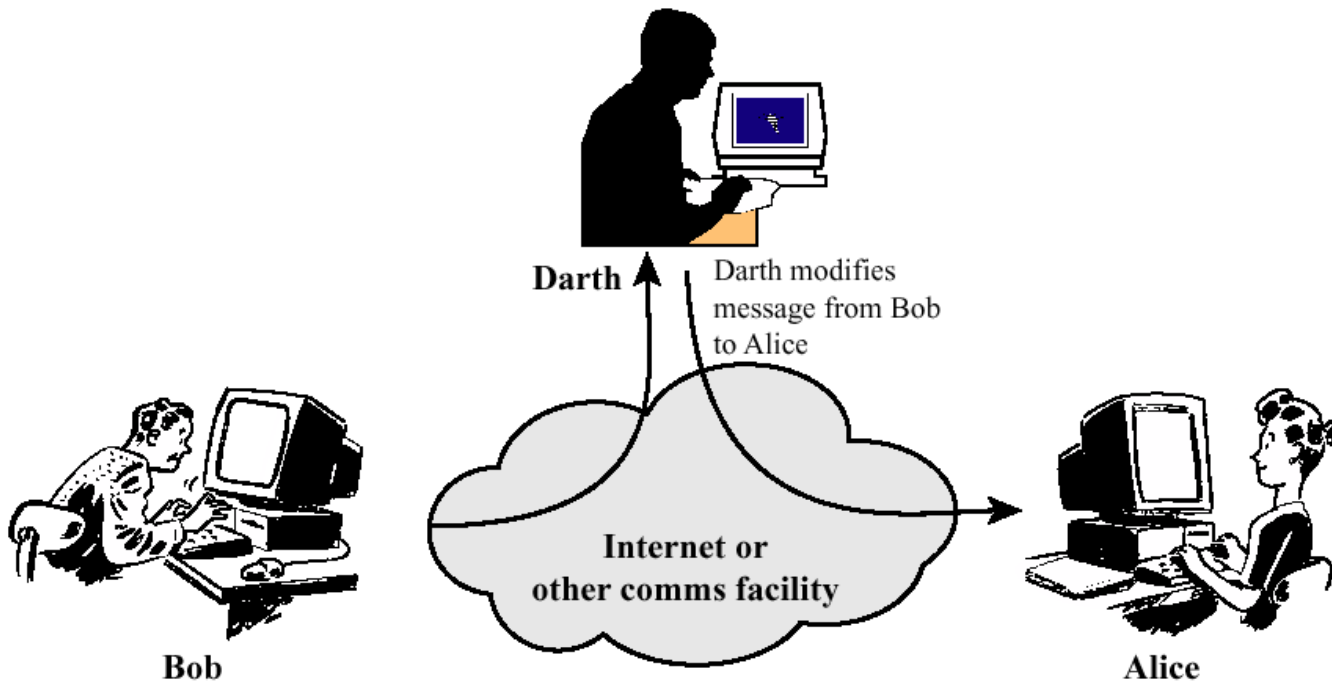 Darth
Darth modifies
message from Bob
to Alice
Internet or
other comms facility
Bob
Alice